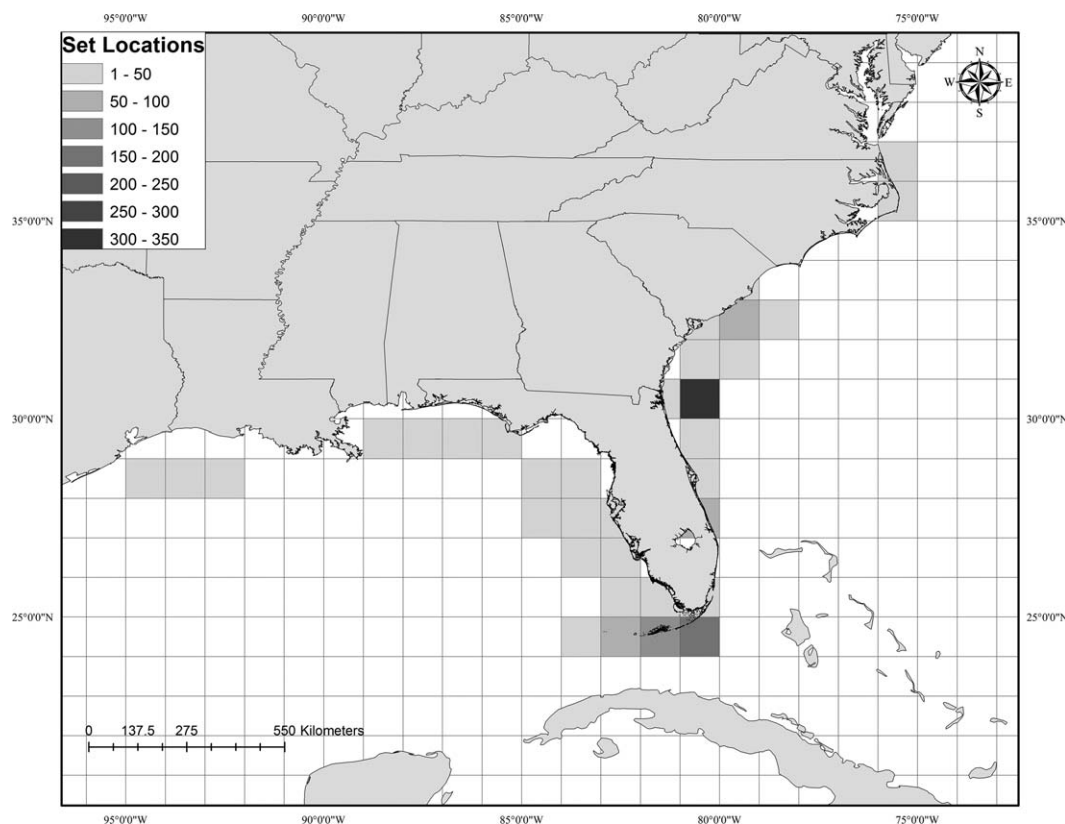 95°0'0"W 90°0'0"W 85°0'0"W 80°0'0"W 75°0'0"W
Set Locations
1 - 50
50 - 100
100 - 150
150 - 200
200 - 250
250 - 300
300 - 350
N
W E
S
35°0'0"N 35°0'0"N
30°0'0"N 30°0'0"N
25°0'0"N 25°0'0"N
0 137.5 275 550 Kilometers
95°0'0"W 90°0'0"W 85°0'0"W 80°0'0"W 75°0'0"W